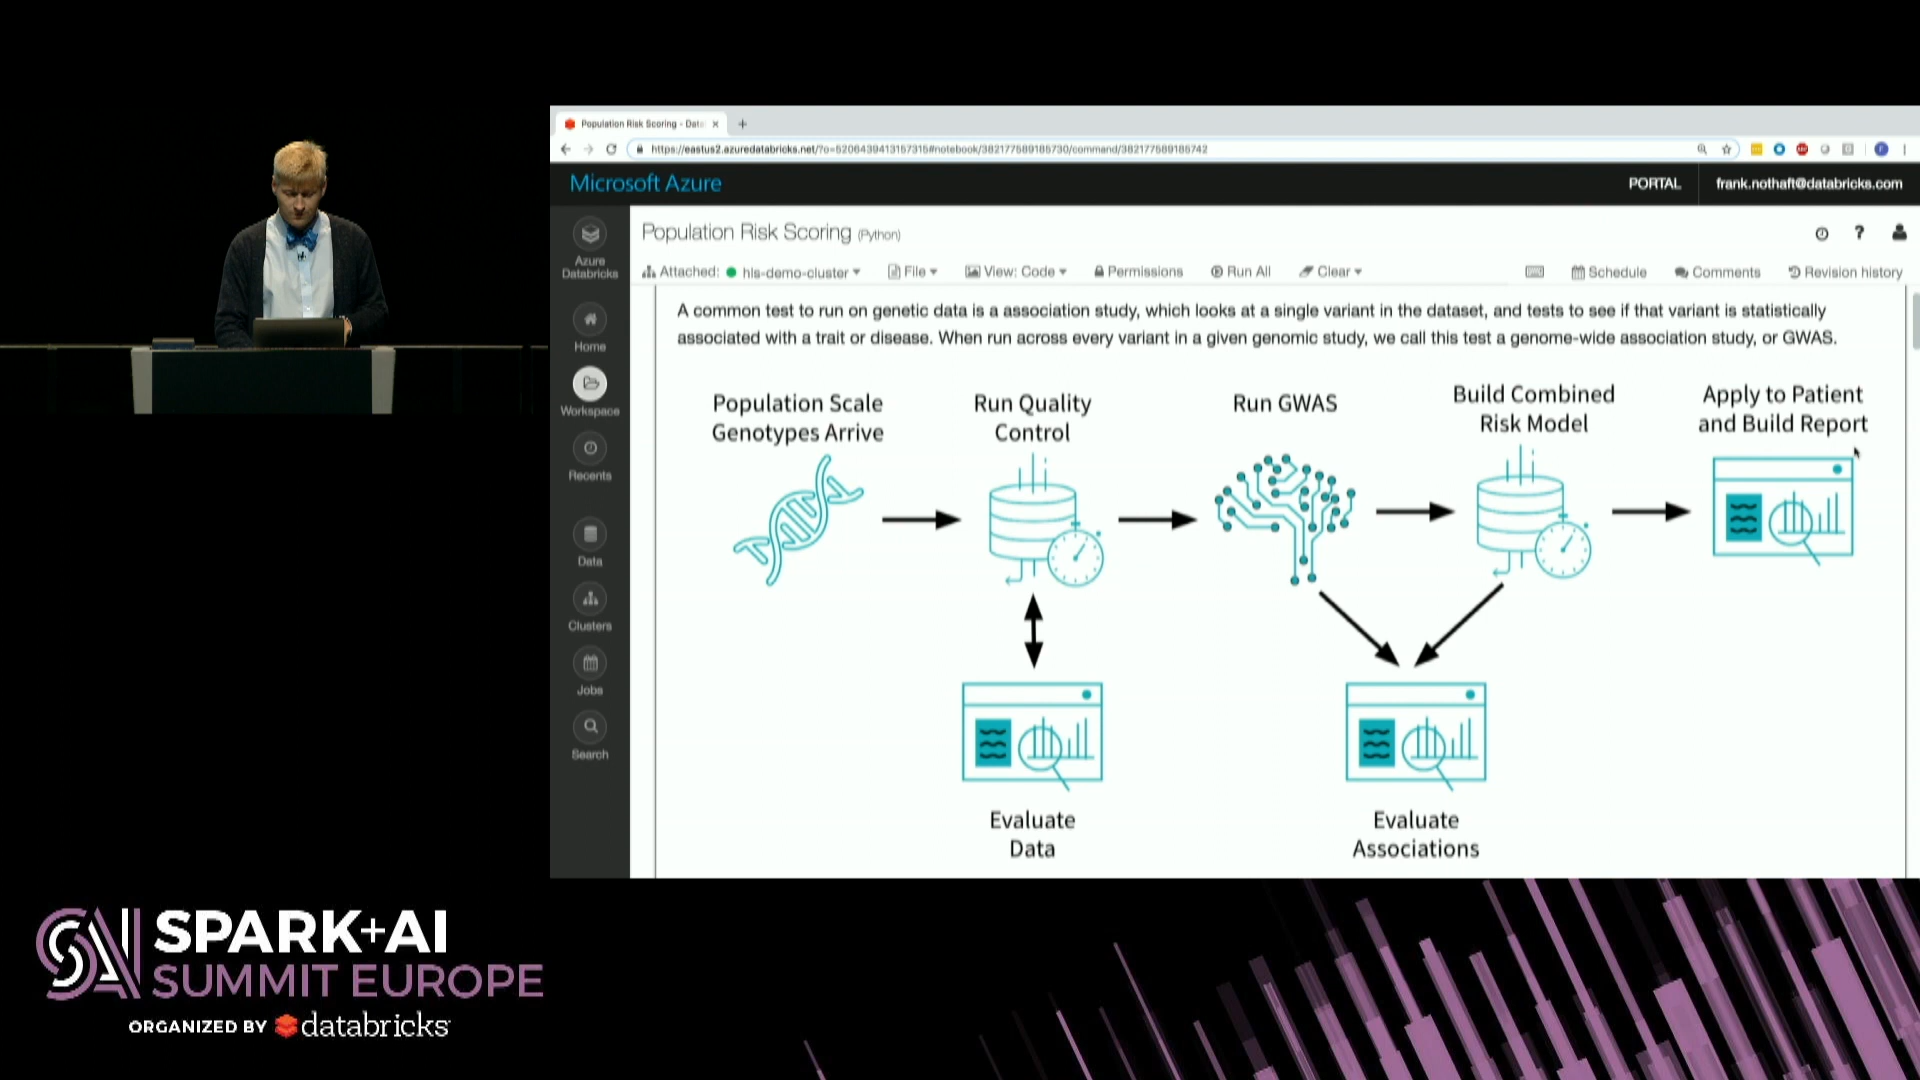 Population Risk Scoring - Data
https://eastus2.azuredatabricks.net/?o=5206439413157315#notebook/382177589185730/command/382177589185742
Microsoft Azure
PORTAL
frank.nothaft@databricks.com
Azure
Databricks
Home
Workspace
Recents
Data
Clusters
Jobs
Search
Population Risk Scoring (Python)
Attached: hls-demo-cluster
File
View: Code
Permissions
Run All
Clear
Schedule
Comments
Revision history
A common test to run on genetic data is a association study, which looks at a single variant in the dataset, and tests to see if that variant is statistically
associated with a trait or disease. When run across every variant in a given genomic study, we call this test a genome-wide association study, or GWAS.
Population Scale
Genotypes Arrive
Run Quality
Control
Run GWAS
Build Combined
Risk Model
Apply to Patient
and Build Report
Evaluate
Data
Evaluate
Associations
SAI
SPARK+AI
SUMMIT EUROPE
ORGANIZED BY databricks